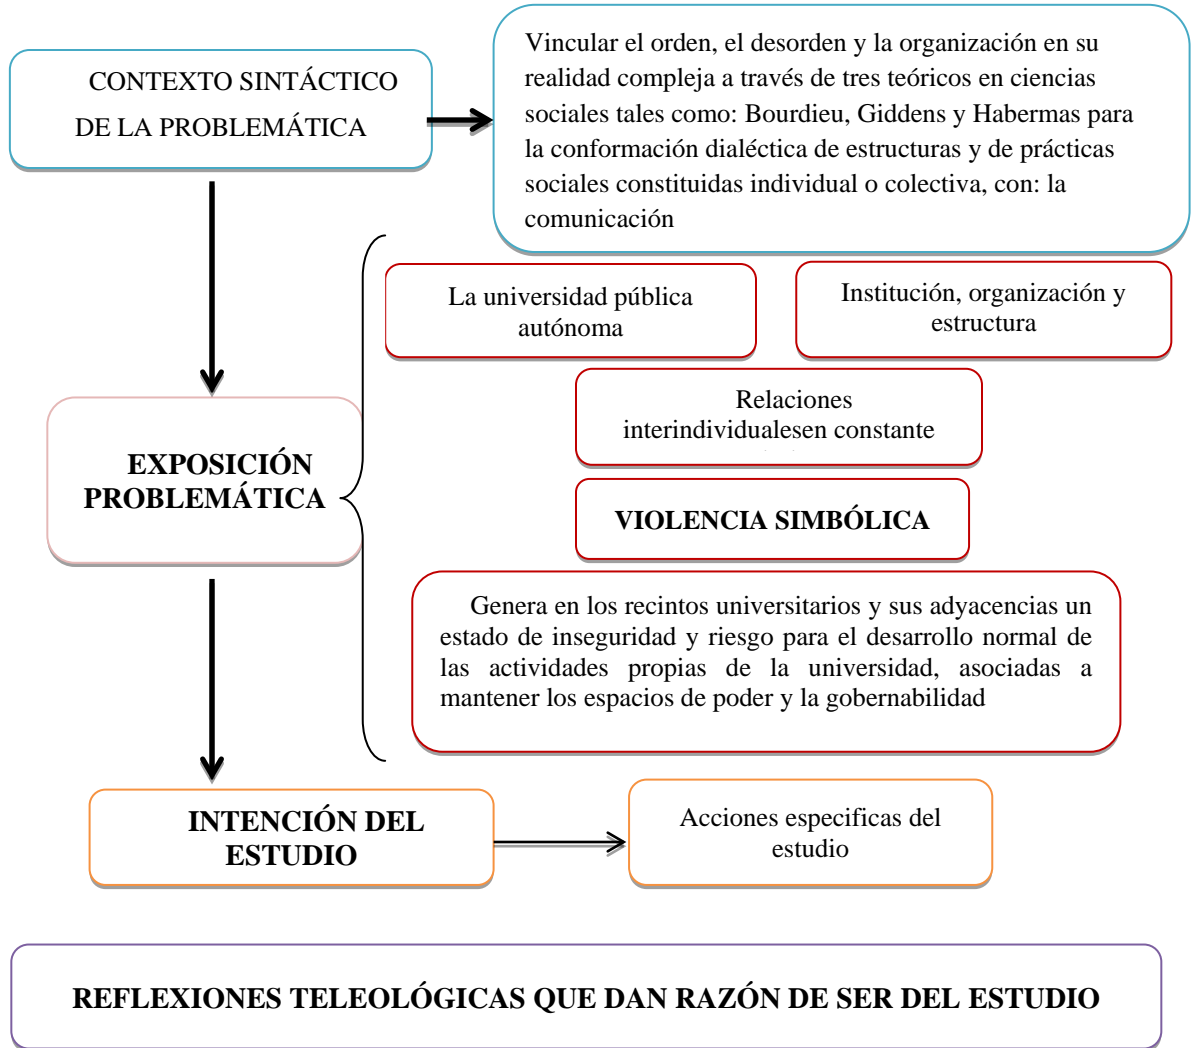 CONTEXTO SINTÁCTICO
DE LA PROBLEMÁTICA
Vincular el orden, el desorden y la organización en su
realidad compleja a través de tres teóricos en ciencias
sociales tales como: Bourdieu, Giddens y Habermas para
la conformación dialéctica de estructuras y de prácticas
sociales constituidas individual o colectiva, con: la
comunicación
La universidad pública
autónoma
Institución, organización y
estructura
Relaciones
interindividualesen constante
EXPOSICIÓN
PROBLEMÁTICA
VIOLENCIA SIMBÓLICA
Genera en los recintos universitarios y sus adyacencias un
estado de inseguridad y riesgo para el desarrollo normal de
las actividades propias de la universidad, asociadas a
mantener los espacios de poder y la gobernabilidad
INTENCIÓN DEL
ESTUDIO
Acciones especificas del
estudio
REFLEXIONES TELEOLÓGICAS QUE DAN RAZÓN DE SER DEL ESTUDIO